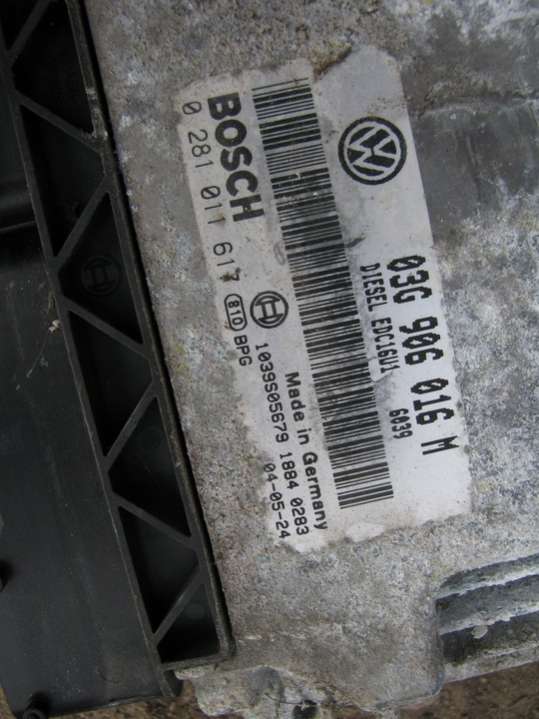 03G 906 016 M
DIESEL EDC16U1 6039
BOSCH
0 281 011 617
810 BPG
Made in Germany
1039S05679 1884 0283
04-05-24